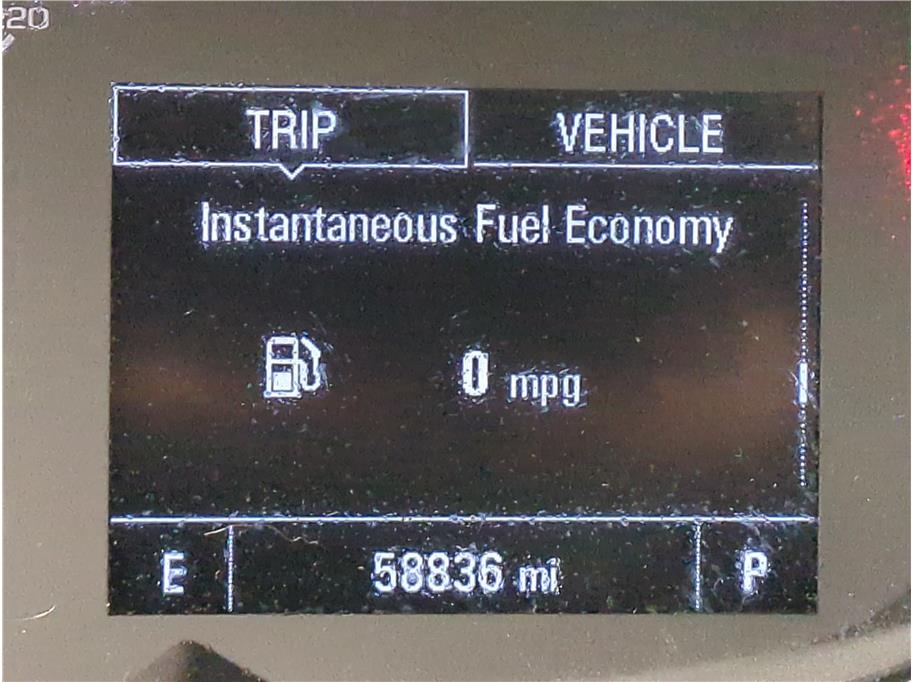 20
TRIP VEHICLE
Instantaneous Fuel Economy
0 mpg
E 58836 mi P